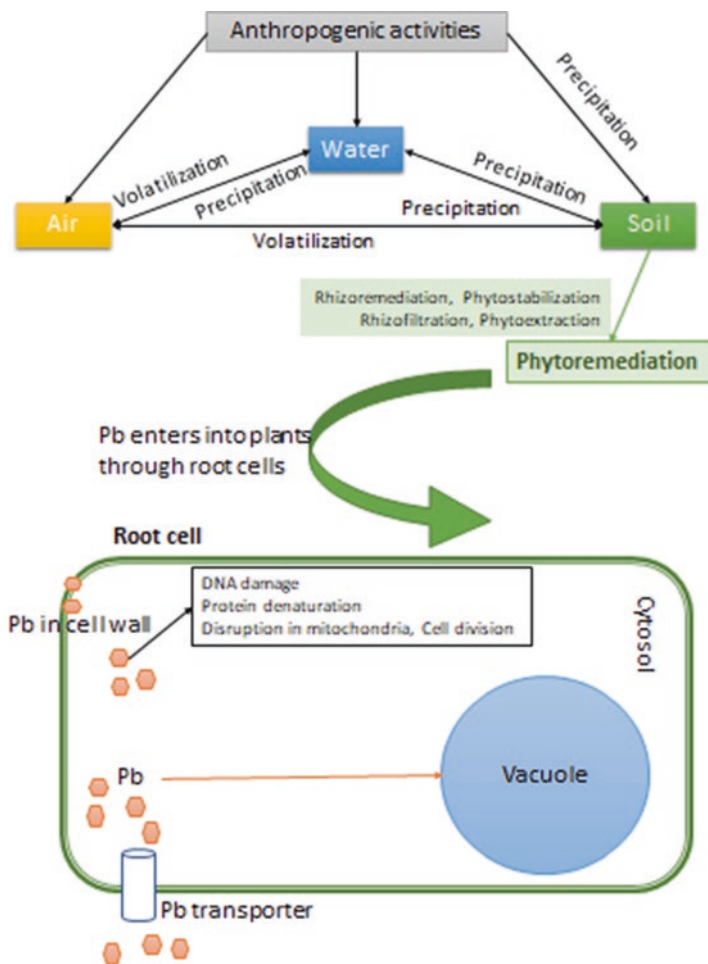 Anthropogenic activities
Precipitation
Water
Volatilization
Precipitation
Precipitation
Air
Precipitation
Soil
Volatilization
Rhizoremediation, Phytostabilization
Rhizofiltration, Phytoextraction
Phytoremediation
Pb enters into plants
through root cells
Root cell
DNA damage
Protein denaturation
Disruption in mitochondria, Cell division
Cytosol
Pb in cell wall
Pb
Vacuole
Pb transporter